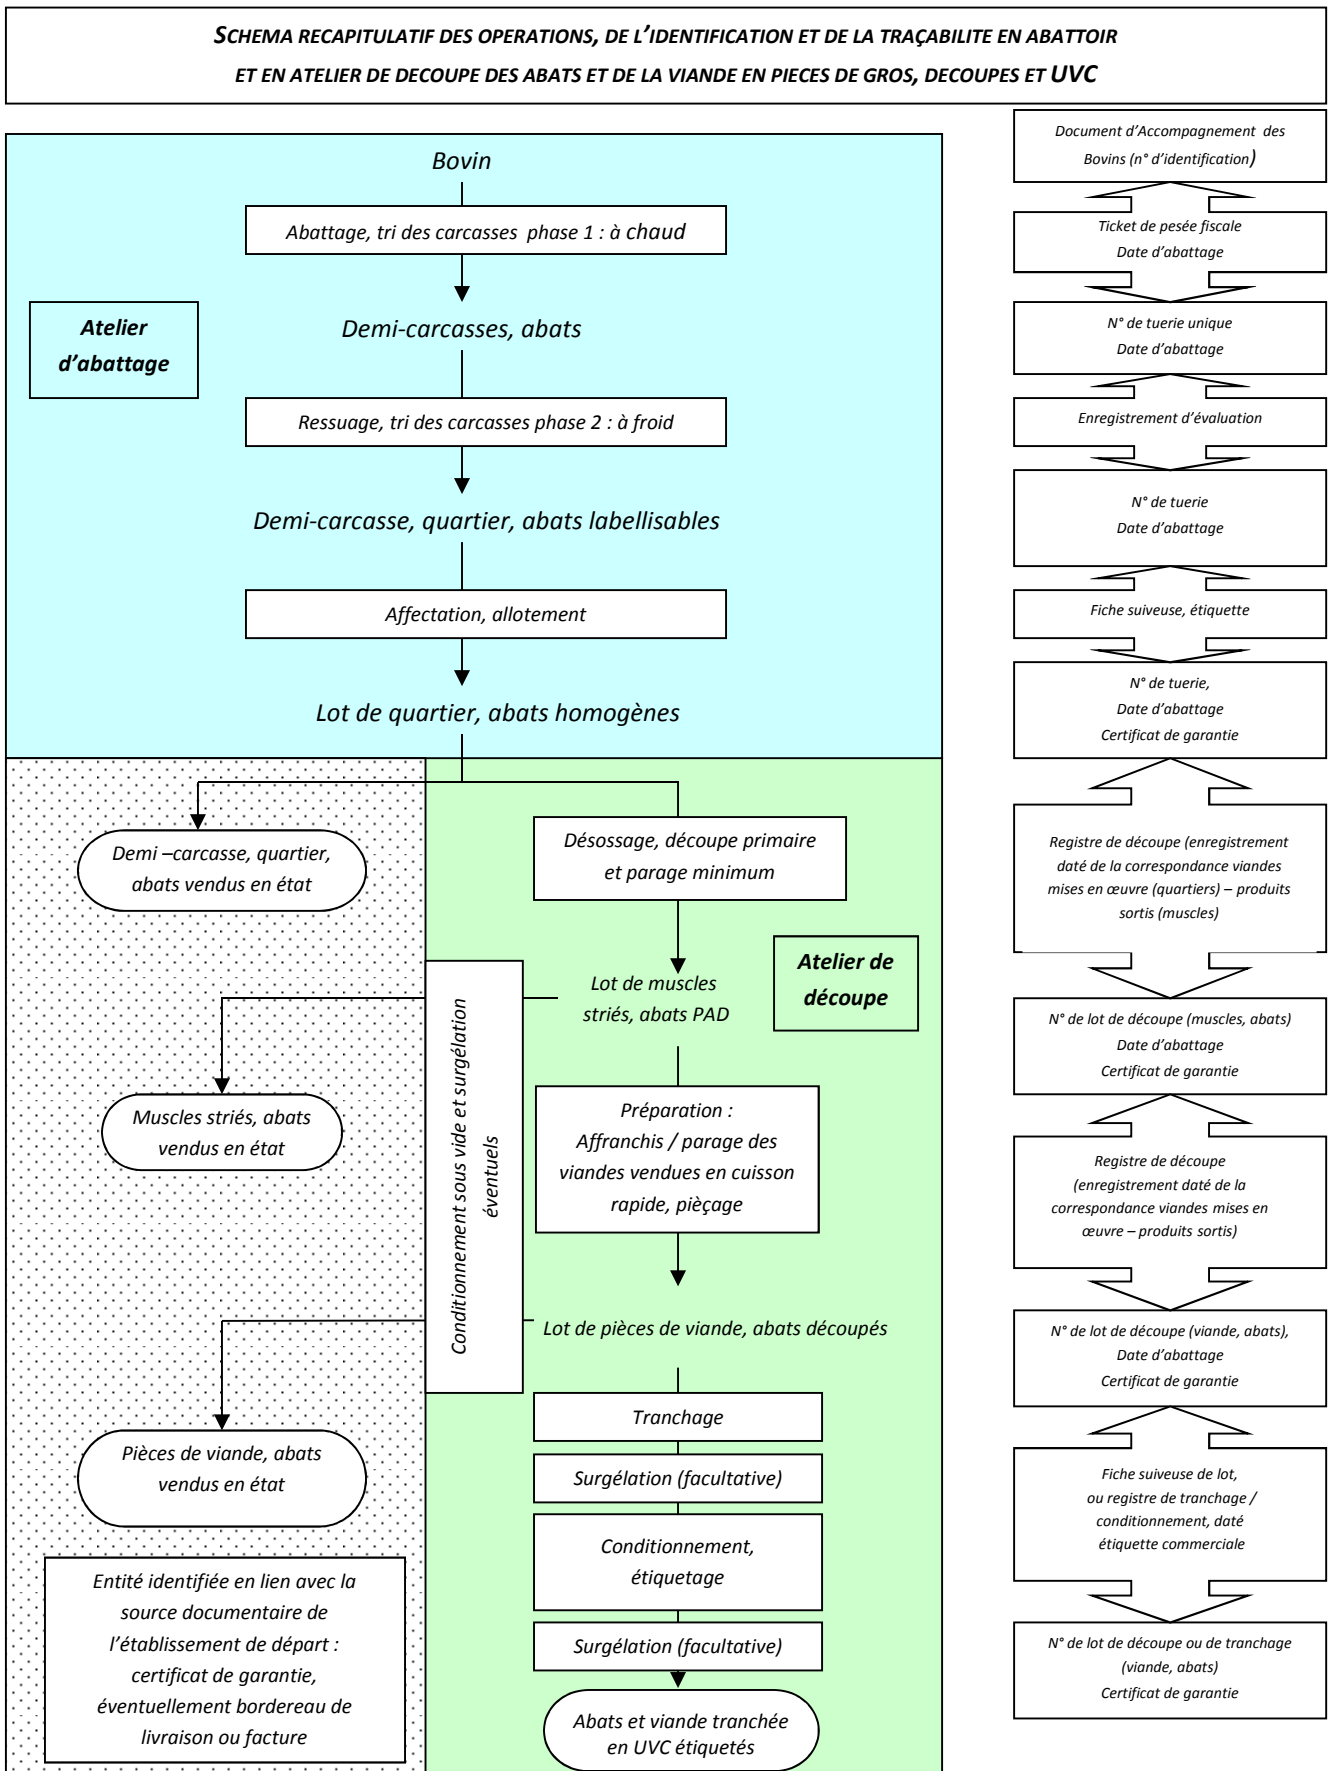 SCHEMA RECAPITULATIF DES OPERATIONS, DE L'IDENTIFICATION ET DE LA TRAÇABILITE EN ABATTOIR
ET EN ATELIER DE DECOUPE DES ABATS ET DE LA VIANDE EN PIECES DE GROS, DECOUPES ET UVC
Bovin
Abattage, tri des carcasses phase 1 : à chaud
Atelier
d'abattage
Demi-carcasses, abats
Ressuage, tri des carcasses phase 2 : à froid
Demi-carcasse, quartier, abats labellisables
Affectation, allotement
Lot de quartier, abats homogènes
Demi –carcasse, quartier,
abats vendus en état
Désossage, découpe primaire
et parage minimum
Atelier de
découpe
Lot de muscles
striés, abats PAD
Conditionnement sous vide et surgélation
éventuels
Muscles striés, abats
vendus en état
Préparation :
Affranchis / parage des
viandes vendues en cuisson
rapide, pièçage
Lot de pièces de viande, abats découpés
Pièces de viande, abats
vendus en état
Tranchage
Surgélation (facultative)
Conditionnement,
étiquetage
Surgélation (facultative)
Abats et viande tranchée
en UVC étiquetés
Entité identifiée en lien avec la
source documentaire de
l'établissement de départ :
certificat de garantie,
éventuellement bordereau de
livraison ou facture
Document d'Accompagnement des
Bovins (n° d'identification)
Ticket de pesée fiscale
Date d'abattage
N° de tuerie unique
Date d'abattage
Enregistrement d'évaluation
N° de tuerie
Date d'abattage
Fiche suiveuse, étiquette
N° de tuerie,
Date d'abattage
Certificat de garantie
Registre de découpe (enregistrement
daté de la correspondance viandes
mises en œuvre (quartiers) – produits
sortis (muscles)
N° de lot de découpe (muscles, abats)
Date d'abattage
Certificat de garantie
Registre de découpe
(enregistrement daté de la
correspondance viandes mises en
œuvre – produits sortis)
N° de lot de découpe (viande, abats),
Date d'abattage
Certificat de garantie
Fiche suiveuse de lot,
ou registre de tranchage /
conditionnement, daté
étiquette commerciale
N° de lot de découpe ou de tranchage
(viande, abats)
Certificat de garantie